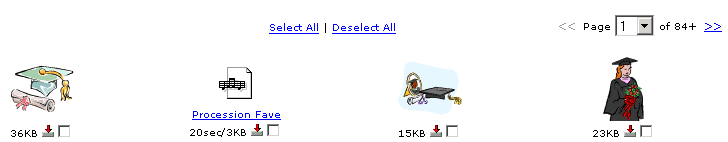 Select All | Deselect All
<< Page 1 of 84+ >>
Procession Fave
36KB
20sec/3KB
15KB
23KB